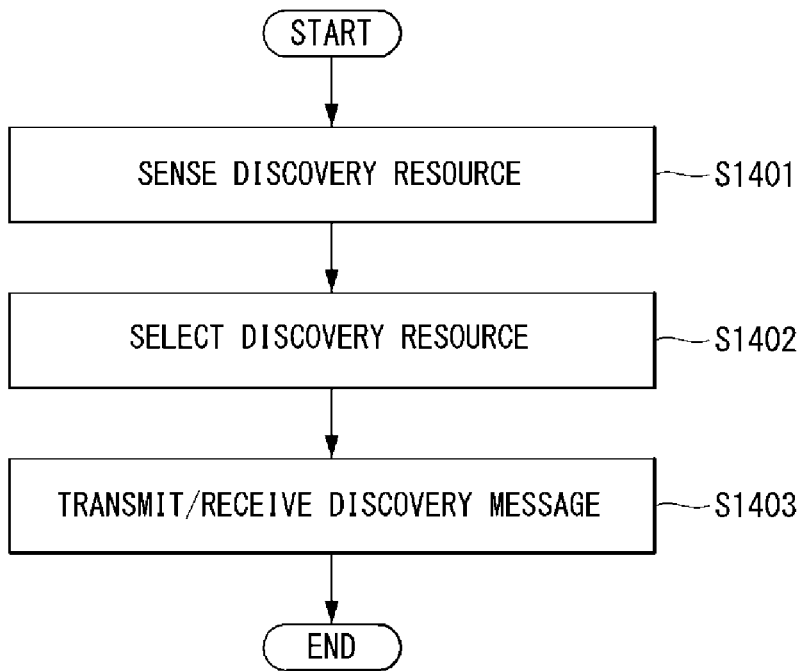 START
SENSE DISCOVERY RESOURCE
S1401
SELECT DISCOVERY RESOURCE
S1402
TRANSMIT/RECEIVE DISCOVERY MESSAGE
S1403
END